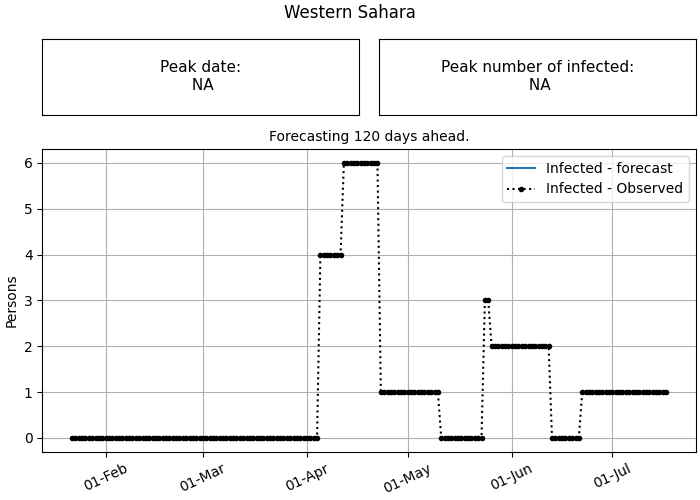 Western Sahara
Peak date:
NA
Peak number of infected:
NA
Forecasting 120 days ahead.
Infected - forecast
Infected - Observed
Persons
6
5
4
3
2
1
0
01-Feb
01-Mar
01-Apr
01-May
01-Jun
01-Jul